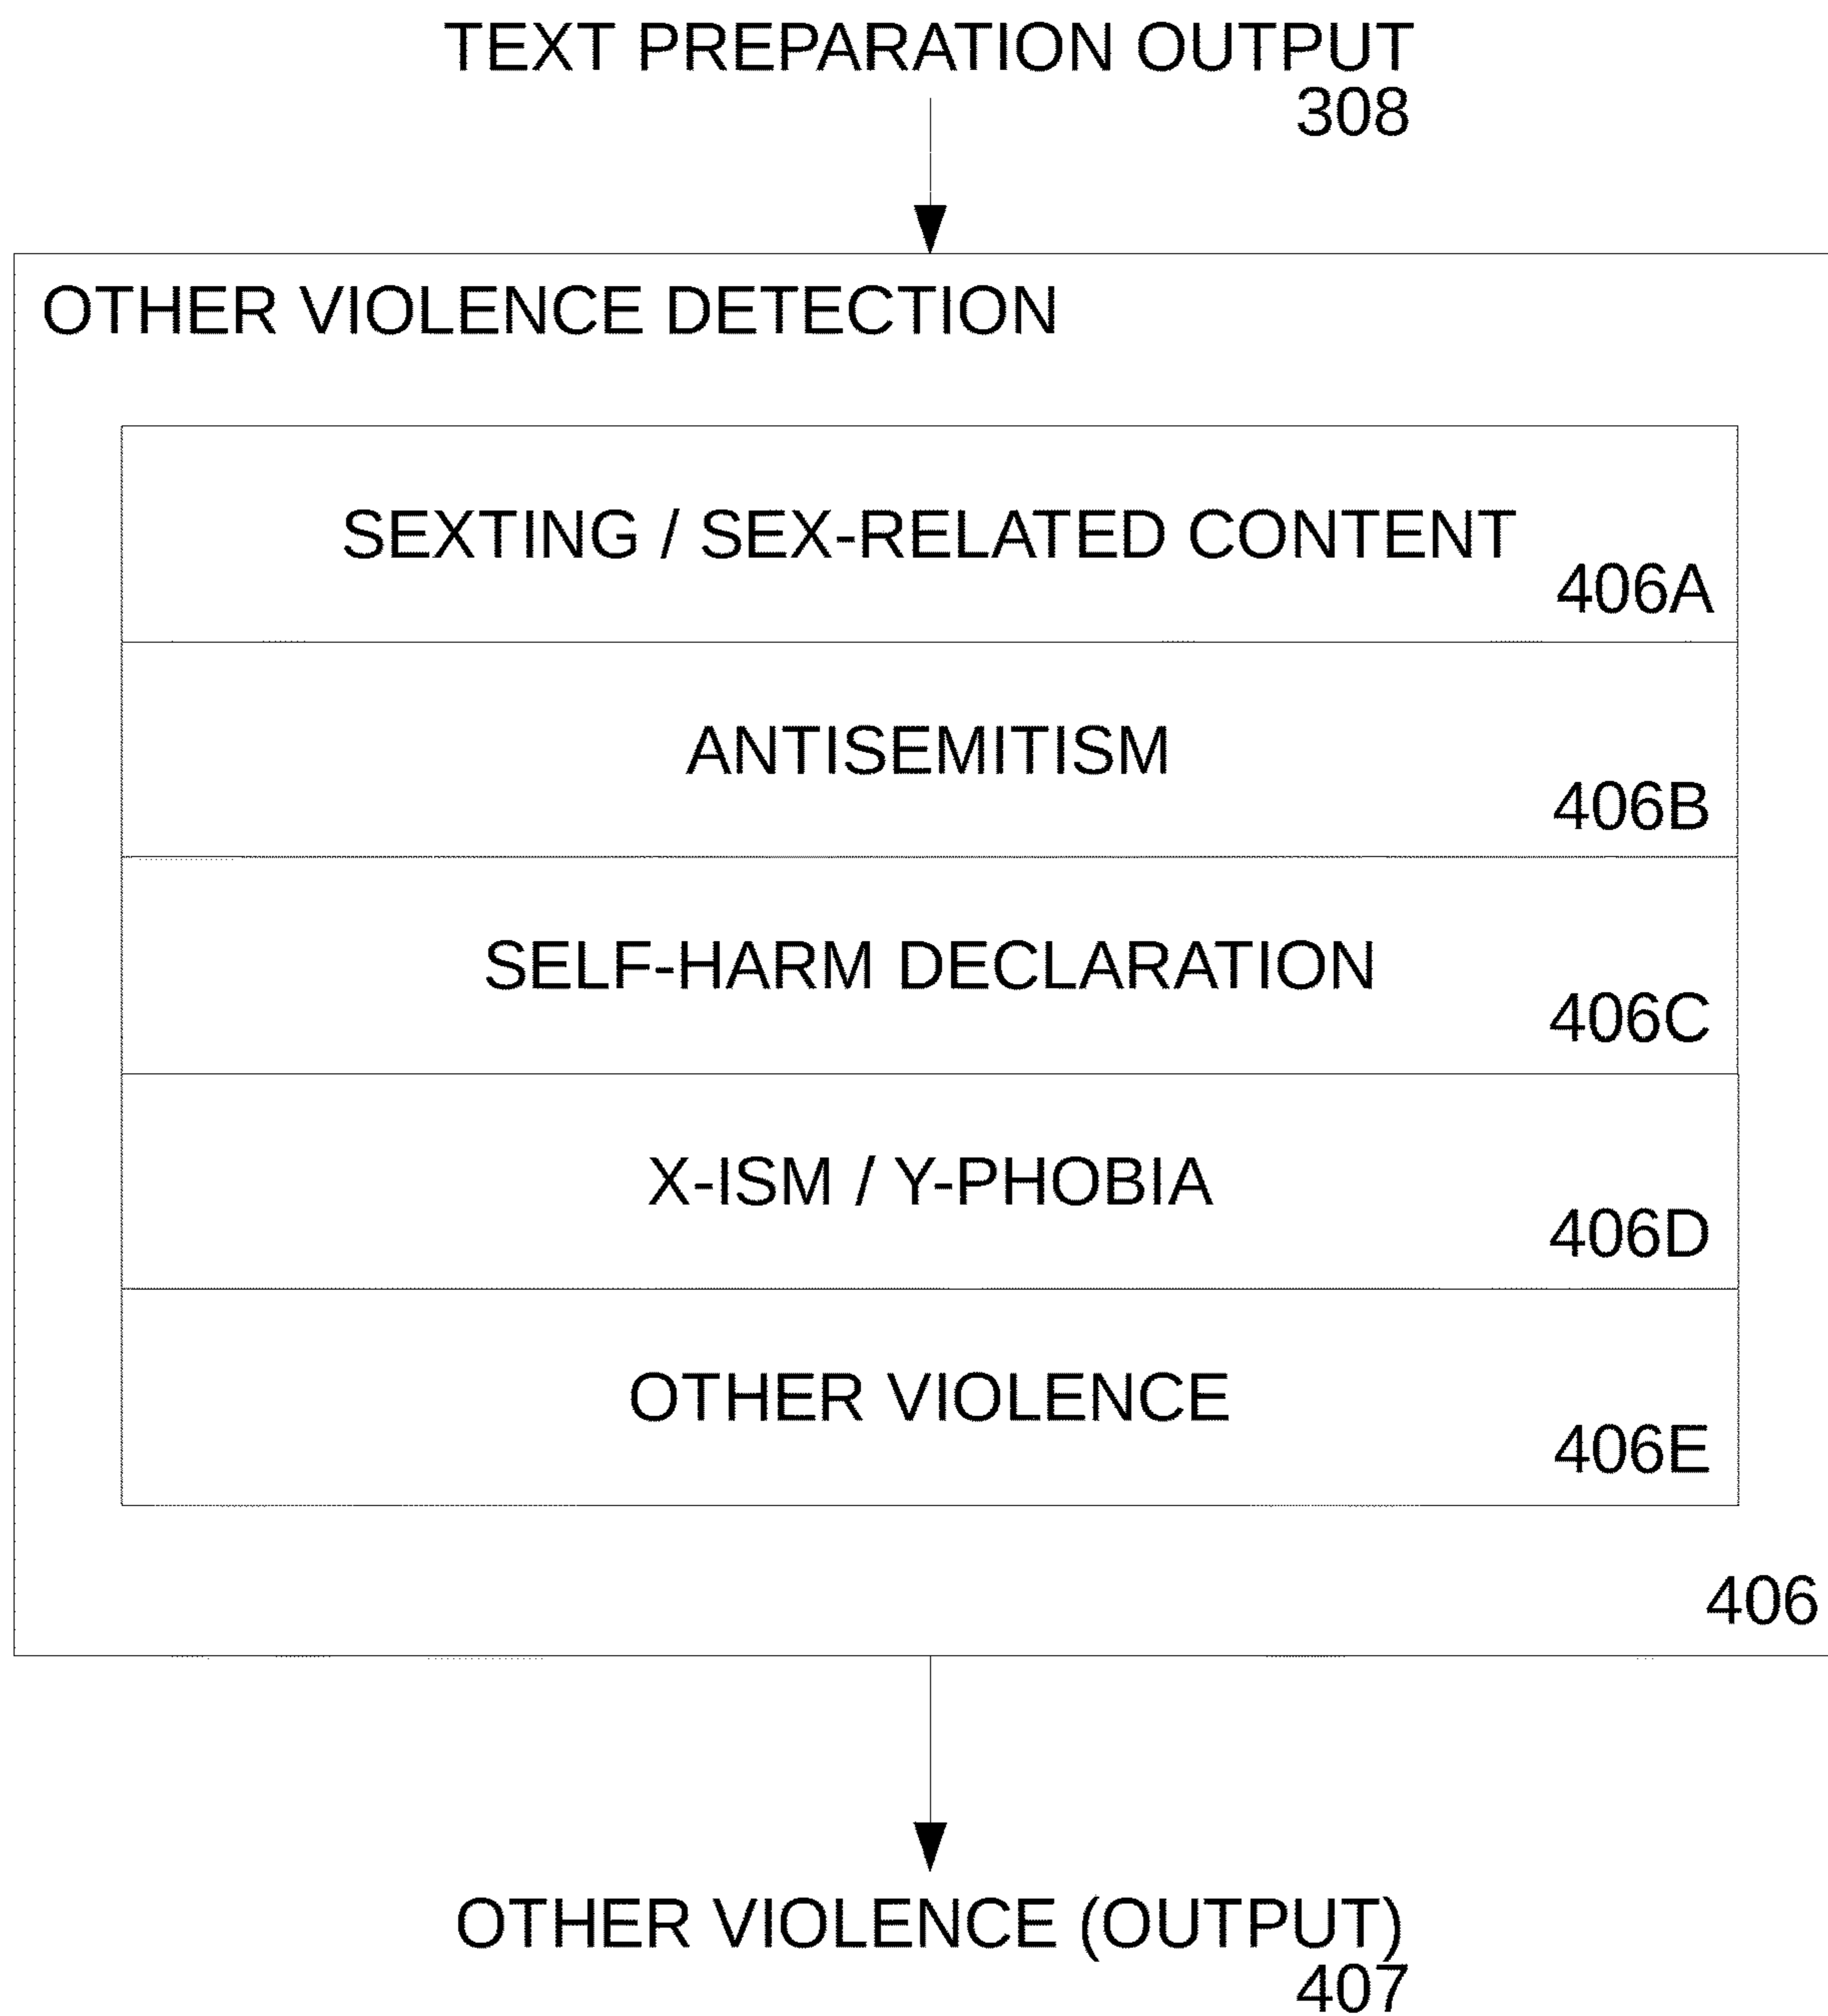 TEXT PREPARATION OUTPUT
308
OTHER VIOLENCE DETECTION
SEXTING / SEX-RELATED CONTENT
406A
ANTISEMITISM
406B
SELF-HARM DECLARATION
406C
X-ISM / Y-PHOBIA
406D
OTHER VIOLENCE
406E
406
OTHER VIOLENCE (OUTPUT)
407